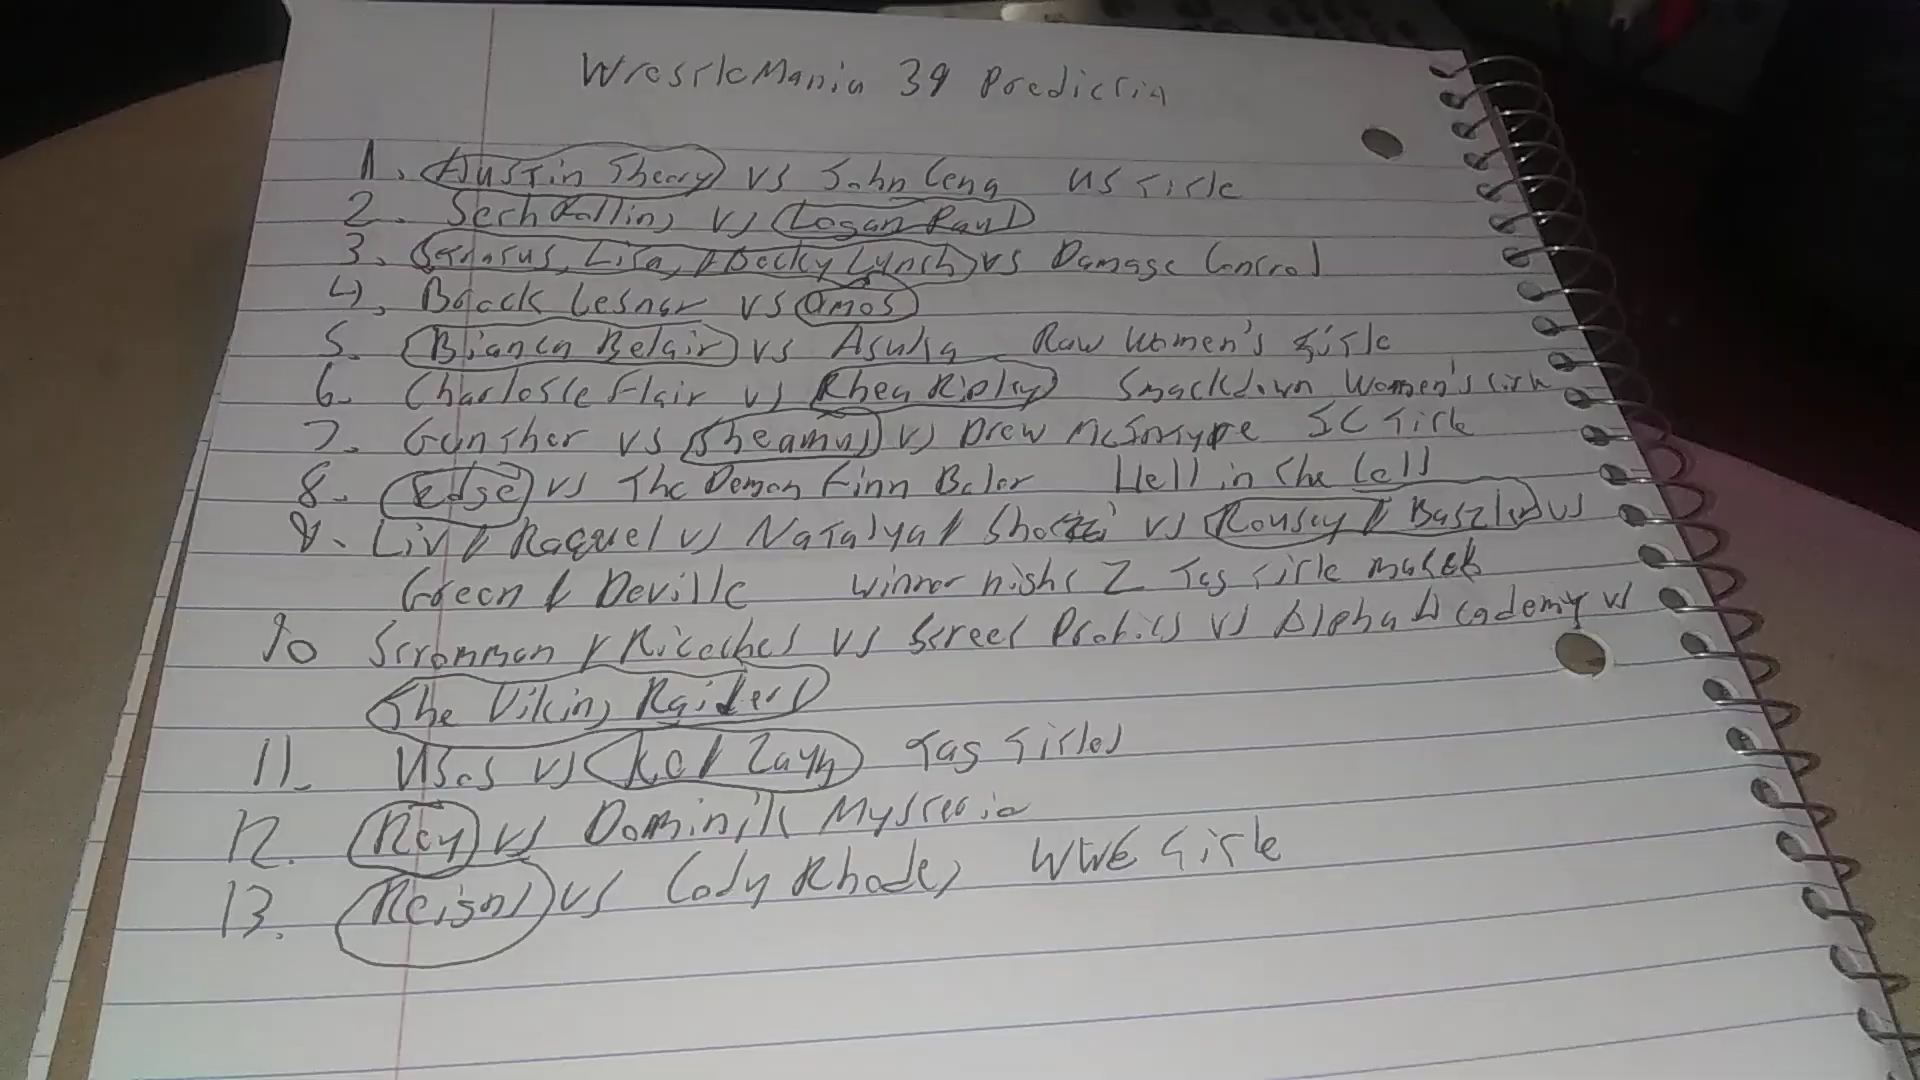 WrestleMania 39 Prediction
1. Austin Theory vs John Cena US Title
2. Seth Rollins vs Logan Paul
3. Stratus, Lita, & Becky Lynch vs Damage Control
4. Brock Lesnar vs Omos
5. Bianca Belair vs Asuka Raw Women's Title
6. Charlotte Flair vs Rhea Ripley Smackdown Women's Title
7. Gunther vs Sheamus vs Drew McIntyre IC Title
8. Edge vs The Demon Finn Balor Hell in the Cell
9. Liv & Raquel vs Natalya & Shotzi vs Rousey & Baszler vs
Green & Deville winner night 2 Tag title match
10 Stromman & Ricochet vs Street Profits vs Alpha Academy vs
The Viking Raiders
11. Usos vs KO & Zayn Tag Titles
12. Rey vs Dominik Mysterio
13. Reigns vs Cody Rhodes WWE Title